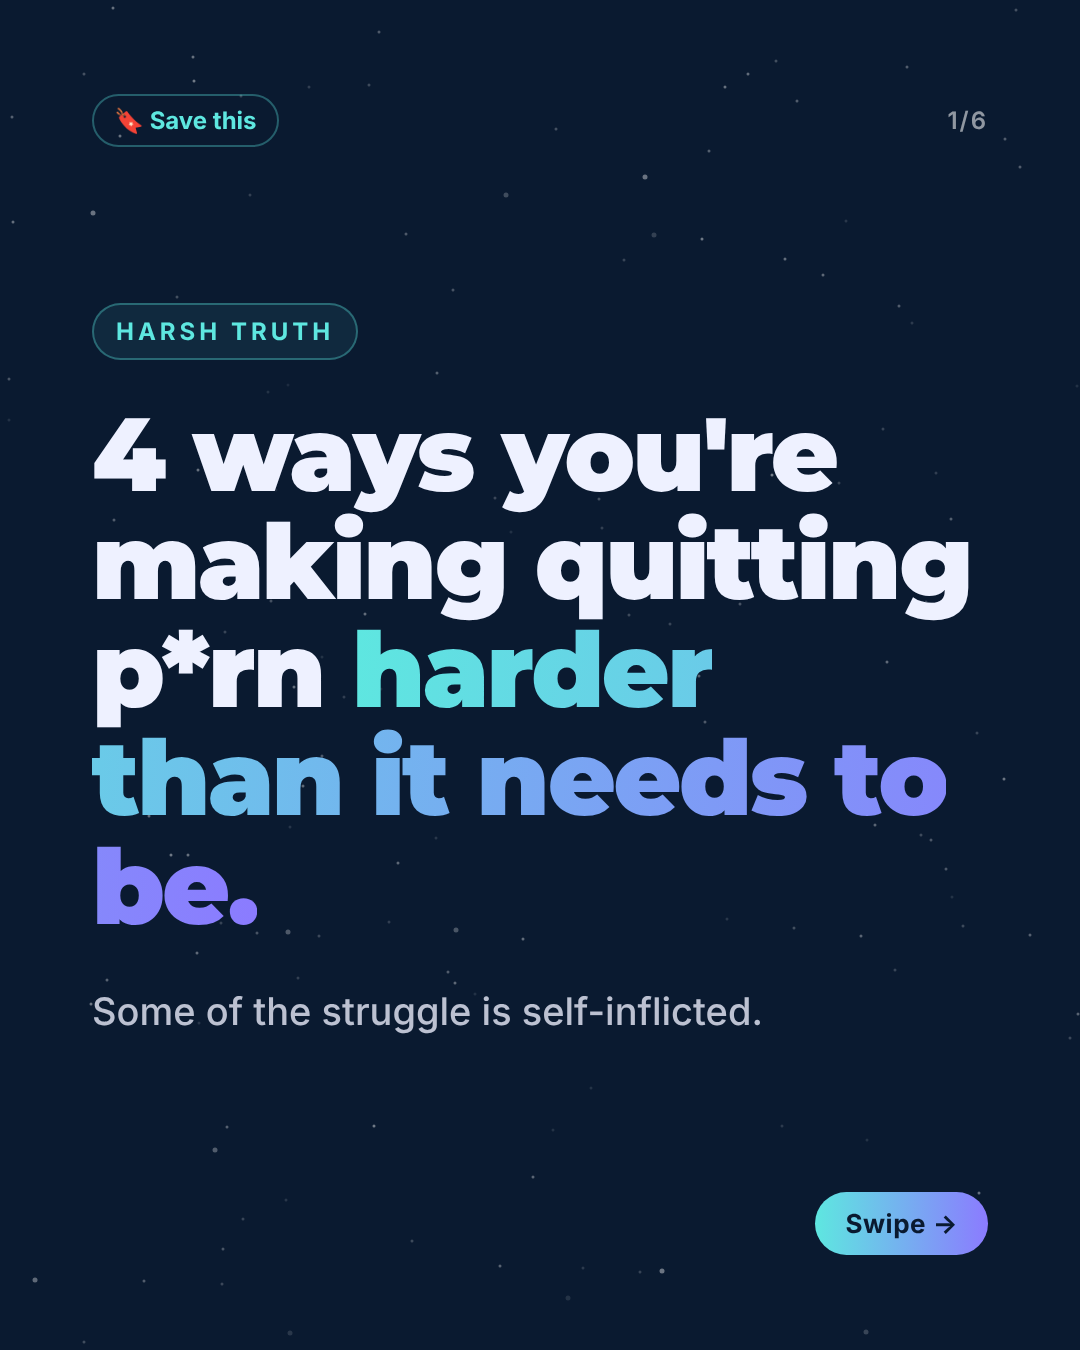 🔖 Save this
1/6
HARSH TRUTH
4 ways you're
making quitting
p*rn harder
than it needs to
be.
Some of the struggle is self-inflicted.
Swipe →